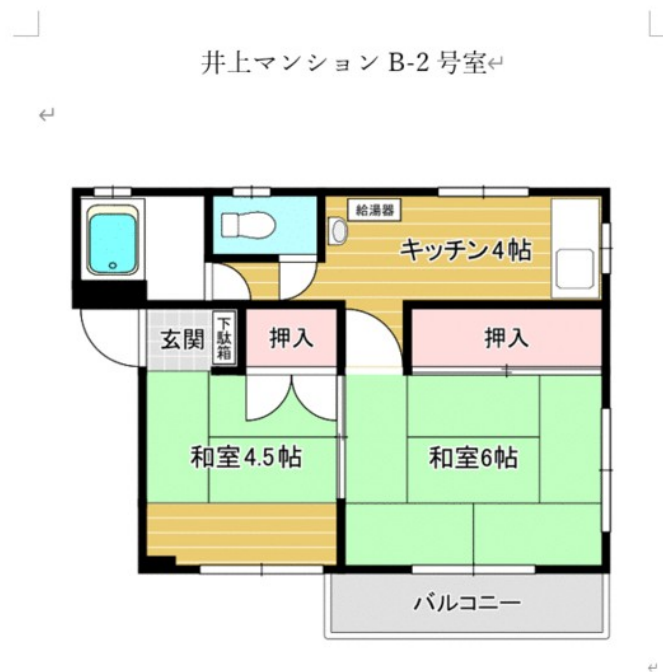 井上マンション B-2 号室
給湯器
キッチン4帖
玄関
下駄箱
押入
押入
和室4.5帖
和室6帖
バルコニー